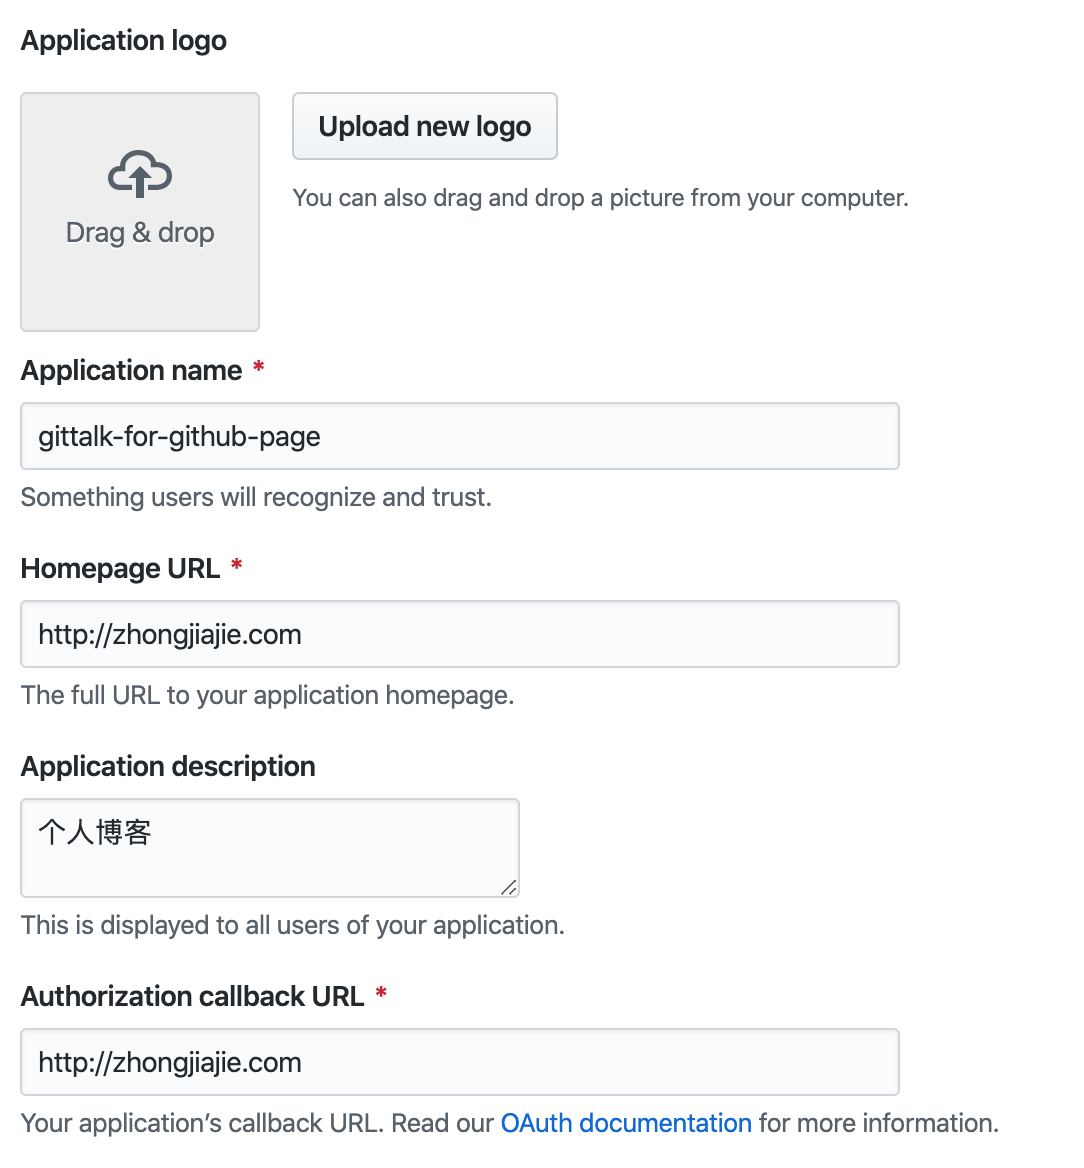 Application logo
Upload new logo
You can also drag and drop a picture from your computer.
Drag & drop
Application name *
gittalk-for-github-page
Something users will recognize and trust.
Homepage URL *
http://zhongjiajie.com
The full URL to your application homepage.
Application description
个人博客
This is displayed to all users of your application.
Authorization callback URL *
http://zhongjiajie.com
Your application’s callback URL. Read our OAuth documentation for more information.